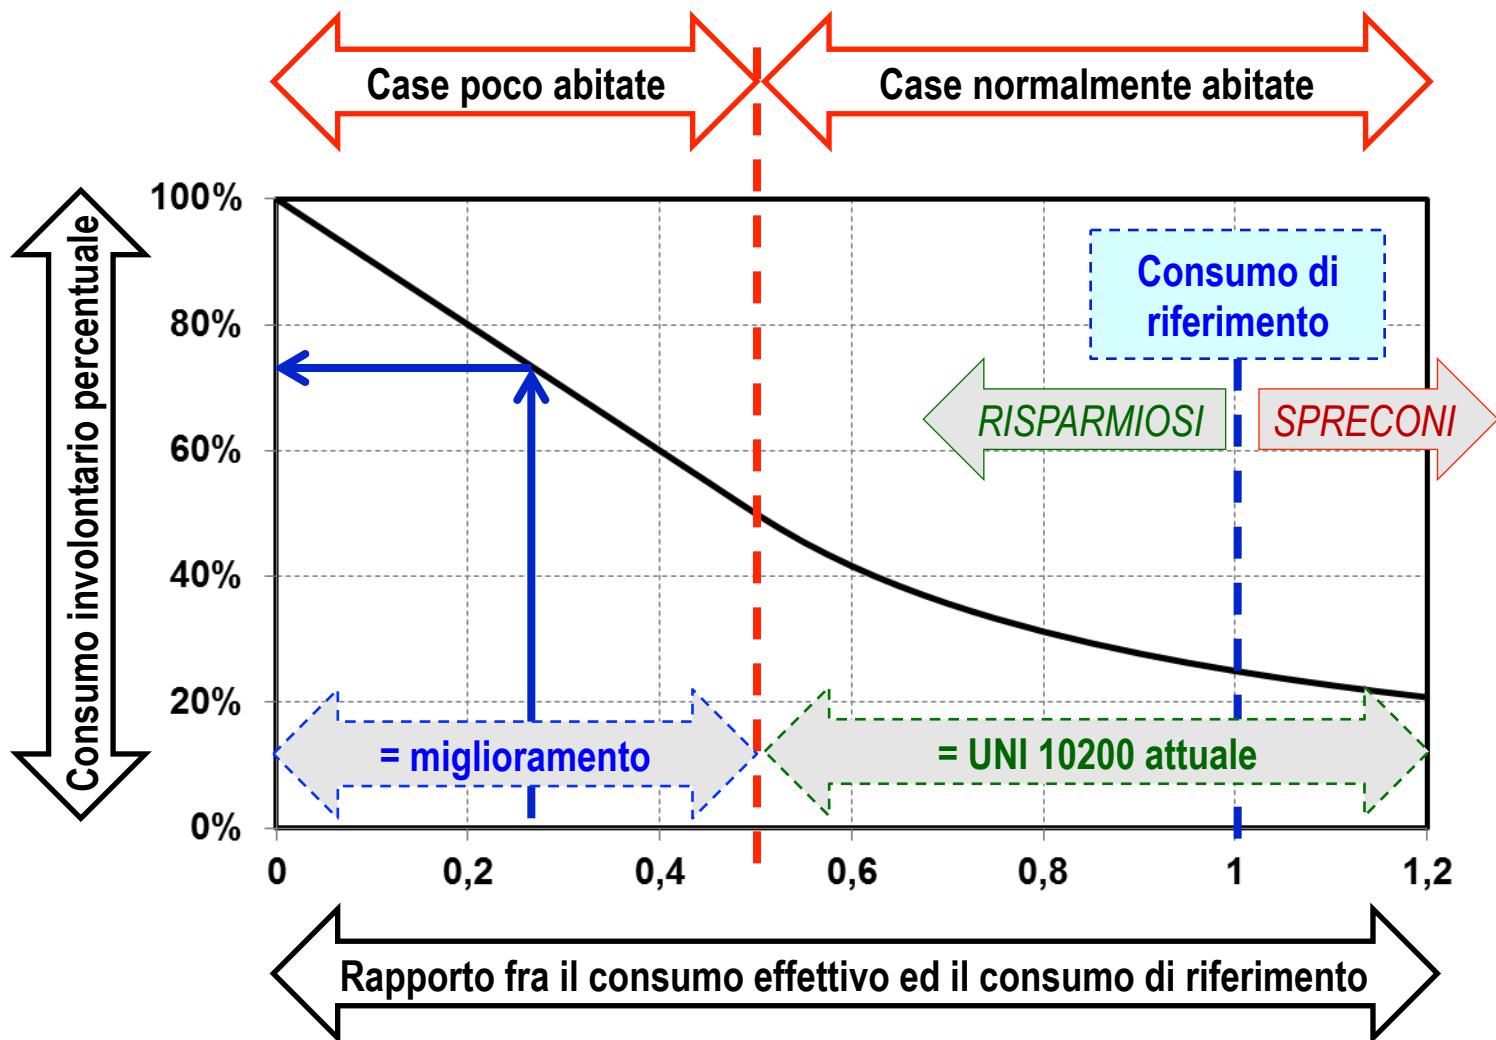 Case poco abitate
Case normalmente abitate
Consumo involontario percentuale
100%
80%
60%
40%
20%
0%
Consumo di
riferimento
RISPARMIOSI
SPRECONI
= miglioramento
= UNI 10200 attuale
0
0,2
0,4
0,6
0,8
1
1,2
Rapporto fra il consumo effettivo ed il consumo di riferimento